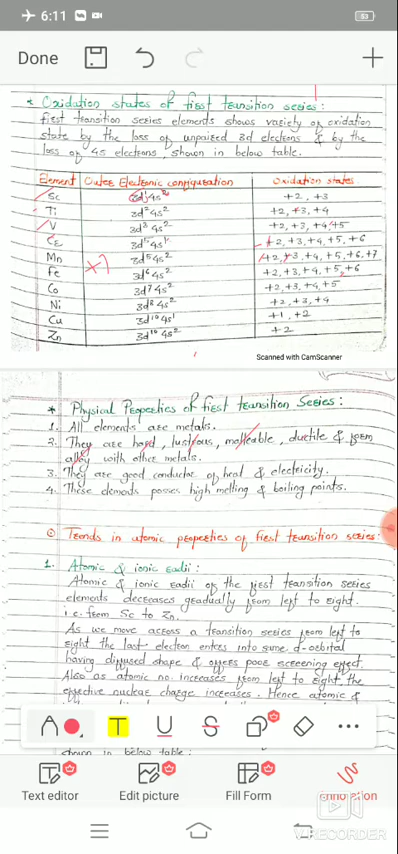 6:11
53
Done
* Oxidation states of first transition series :
First transition series elements shows variety of oxidation
state by the loss of unpaired 3d electrons & by the
loss of 4s electrons, shown in below table.
Element Outer Electronic configuration Oxidation states
Sc 3d¹4s² +2, +3
Ti 3d²4s² +2, +3, +4
V 3d³4s² +2, +3, +4, +5
Cr 3d⁵4s¹ +2, +3, +4, +5, +6
Mn 3d⁵4s² +2, +3, +4, +5, +6, +7
Fe 3d⁶4s² +2, +3, +4, +5, +6
Co 3d⁷4s² +2, +3, +4, +5
Ni 3d⁸4s² +2, +3, +4
Cu 3d¹⁰4s¹ +1, +2
Zn 3d¹⁰4s² +2
Scanned with CamScanner
* Physical Properties of first transition Series :
1. All elements are metals.
2. They are hard, lustrous, malleable, ductile & form
alloy with other metals.
3. They are good conductor of heat & electricity.
4. These elements posses high melting & boiling points.
Trends in atomic properties of first transition series :
1. Atomic & ionic radii :
Atomic & ionic radii of the first transition series
elements decreases gradually from left to right.
i.e. from Sc to Zn.
As we move across a transition series from left to
right the last electron enters into same d-orbital
having diffused shape & offers poor screening effect.
Also as atomic no. increases from left to right, the
effective nuclear charge increases. Hence atomic &
shown in below table :
T
U
S
Text editor
Edit picture
Fill Form
Annotation
V RECORDER